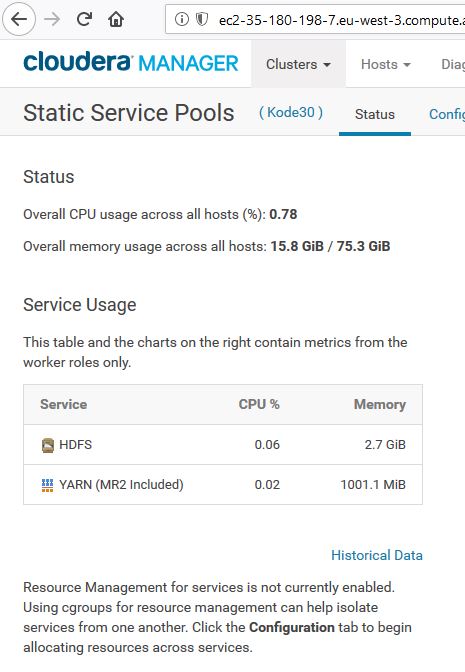 ec2-35-180-198-7.eu-west-3.compute.a
cloudera MANAGER Clusters Hosts Diag
Static Service Pools ( Kode30 ) Status Config
Status
Overall CPU usage across all hosts (%): 0.78
Overall memory usage across all hosts: 15.8 GiB / 75.3 GiB
Service Usage
This table and the charts on the right contain metrics from the
worker roles only.
Service CPU % Memory
HDFS 0.06 2.7 GiB
YARN (MR2 Included) 0.02 1001.1 MiB
Historical Data
Resource Management for services is not currently enabled.
Using cgroups for resource management can help isolate
services from one another. Click the Configuration tab to begin
allocating resources across services.